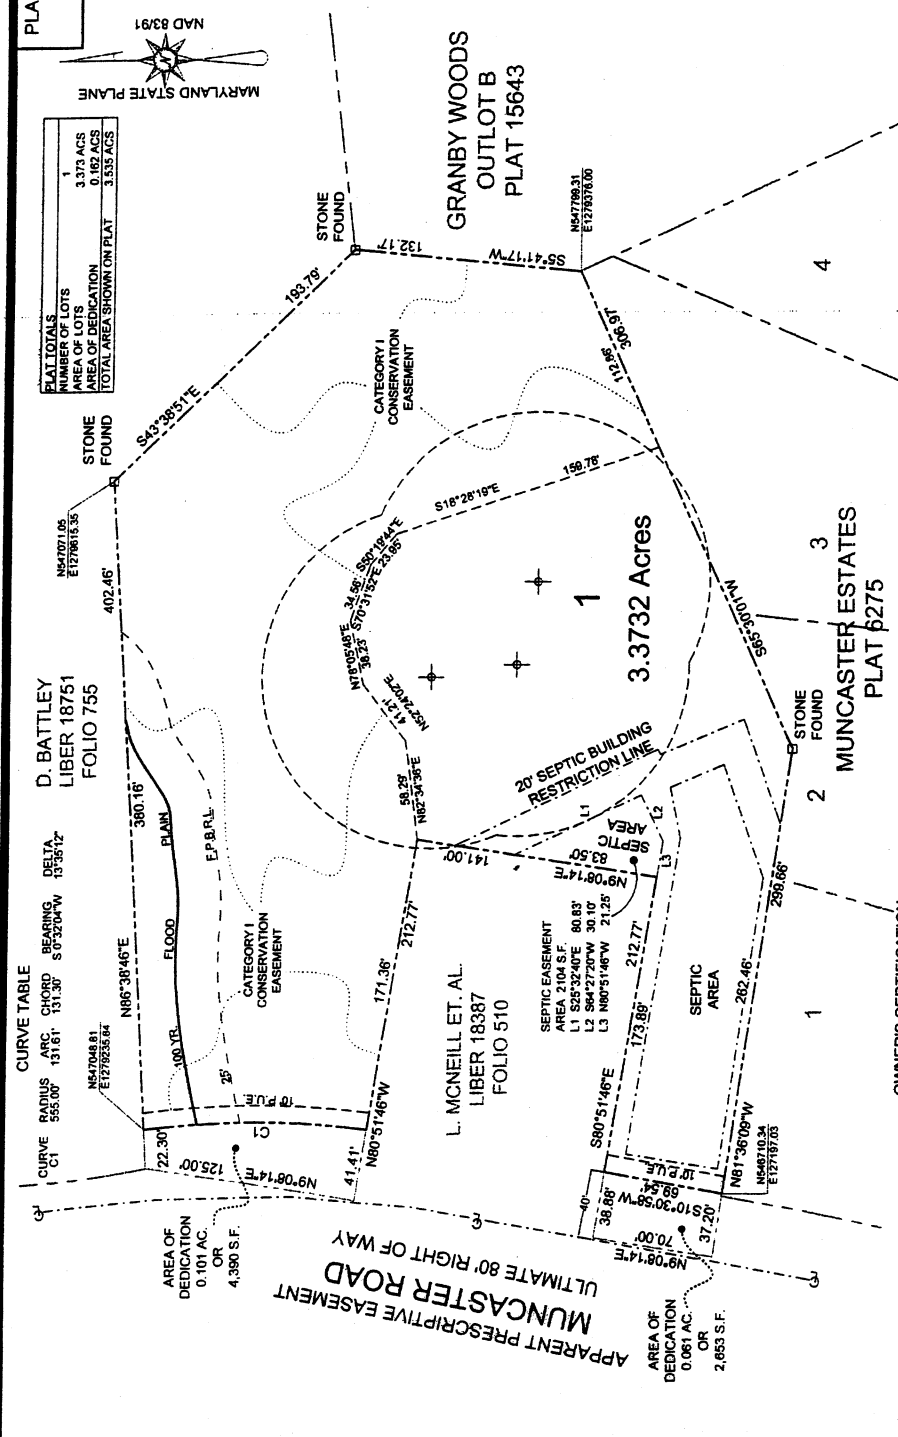 PLA
MARYLAND STATE PLANE
NAD 83/91
N
PLAT TOTALS
NUMBER OF LOTS 1
AREA OF LOTS 3.373 ACS
AREA OF DEDICATION 0.162 ACS
TOTAL AREA SHOWN ON PLAT 3.535 ACS
CURVE TABLE
CURVE RADIUS ARC CHORD BEARING DELTA
C1 555.00' 131.61' 131.30' S 0°32'04"W 13°35'12"
D. BATTLEY
LIBER 18751
FOLIO 755
STONE
FOUND
STONE
FOUND
GRANBY WOODS
OUTLOT B
PLAT 15643
N547071.05
E1279615.35
N547048.81
E1279235.64
N86°38'46"E
380.16'
402.46'
22.30'
S43°38'51"E
193.79'
132.17'
S5°41'17"W
N547799.31
E1279376.00
306.97'
112.86'
S65°30'01"W
4
3
2
1
STONE
FOUND
MUNCASTER ESTATES
PLAT 6275
CATEGORY I
CONSERVATION
EASEMENT
CATEGORY I
CONSERVATION
EASEMENT
100 YR. FLOOD PLAIN
F.P.B.R.L.
25'
10' P.U.E.
C1
S18°28'19"E
159.78'
S50°19'44"E
23.95'
S70°31'52"E
34.56'
N78°05'46"E
36.23'
N52°24'02"E
41.21'
58.29'
N82°34'36"E
1
3.3732 Acres
20' SEPTIC BUILDING
RESTRICTION LINE
141.00'
N9°08'14"E
83.50'
SEPTIC
AREA
L1
L2
L3
SEPTIC EASEMENT
AREA 2104 S.F.
L1 S25°32'40"E 60.83'
L2 S64°27'20"W 30.10'
L3 N80°51'46"W 21.25'
L. MCNEILL ET. AL.
LIBER 18387
FOLIO 510
N80°51'46"W
171.36'
212.77'
41.41'
S80°51'46"E
173.89'
212.77'
38.88'
SEPTIC
AREA
N81°36'09"W
262.46'
299.66'
37.20'
N546710.34
E127197.03
10' P.U.E.
69.54'
S10°30'58"W
40'
70.00'
N9°08'14"E
125.00'
N9°08'14"E
AREA OF
DEDICATION
0.101 AC.
OR
4,390 S.F.
AREA OF
DEDICATION
0.061 AC.
OR
2,653 S.F.
ULTIMATE 80' RIGHT OF WAY
MUNCASTER ROAD
APPARENT PRESCRIPTIVE EASEMENT